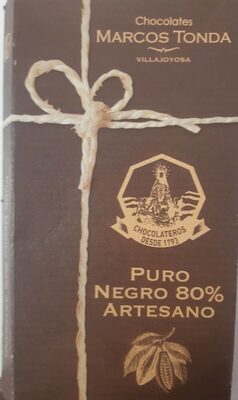 Chocolates
MARCOS TONDA
VILLAJOYOSA
CHOCOLATEROS
DESDE 1793
PURO
NEGRO 80%
ARTESANO